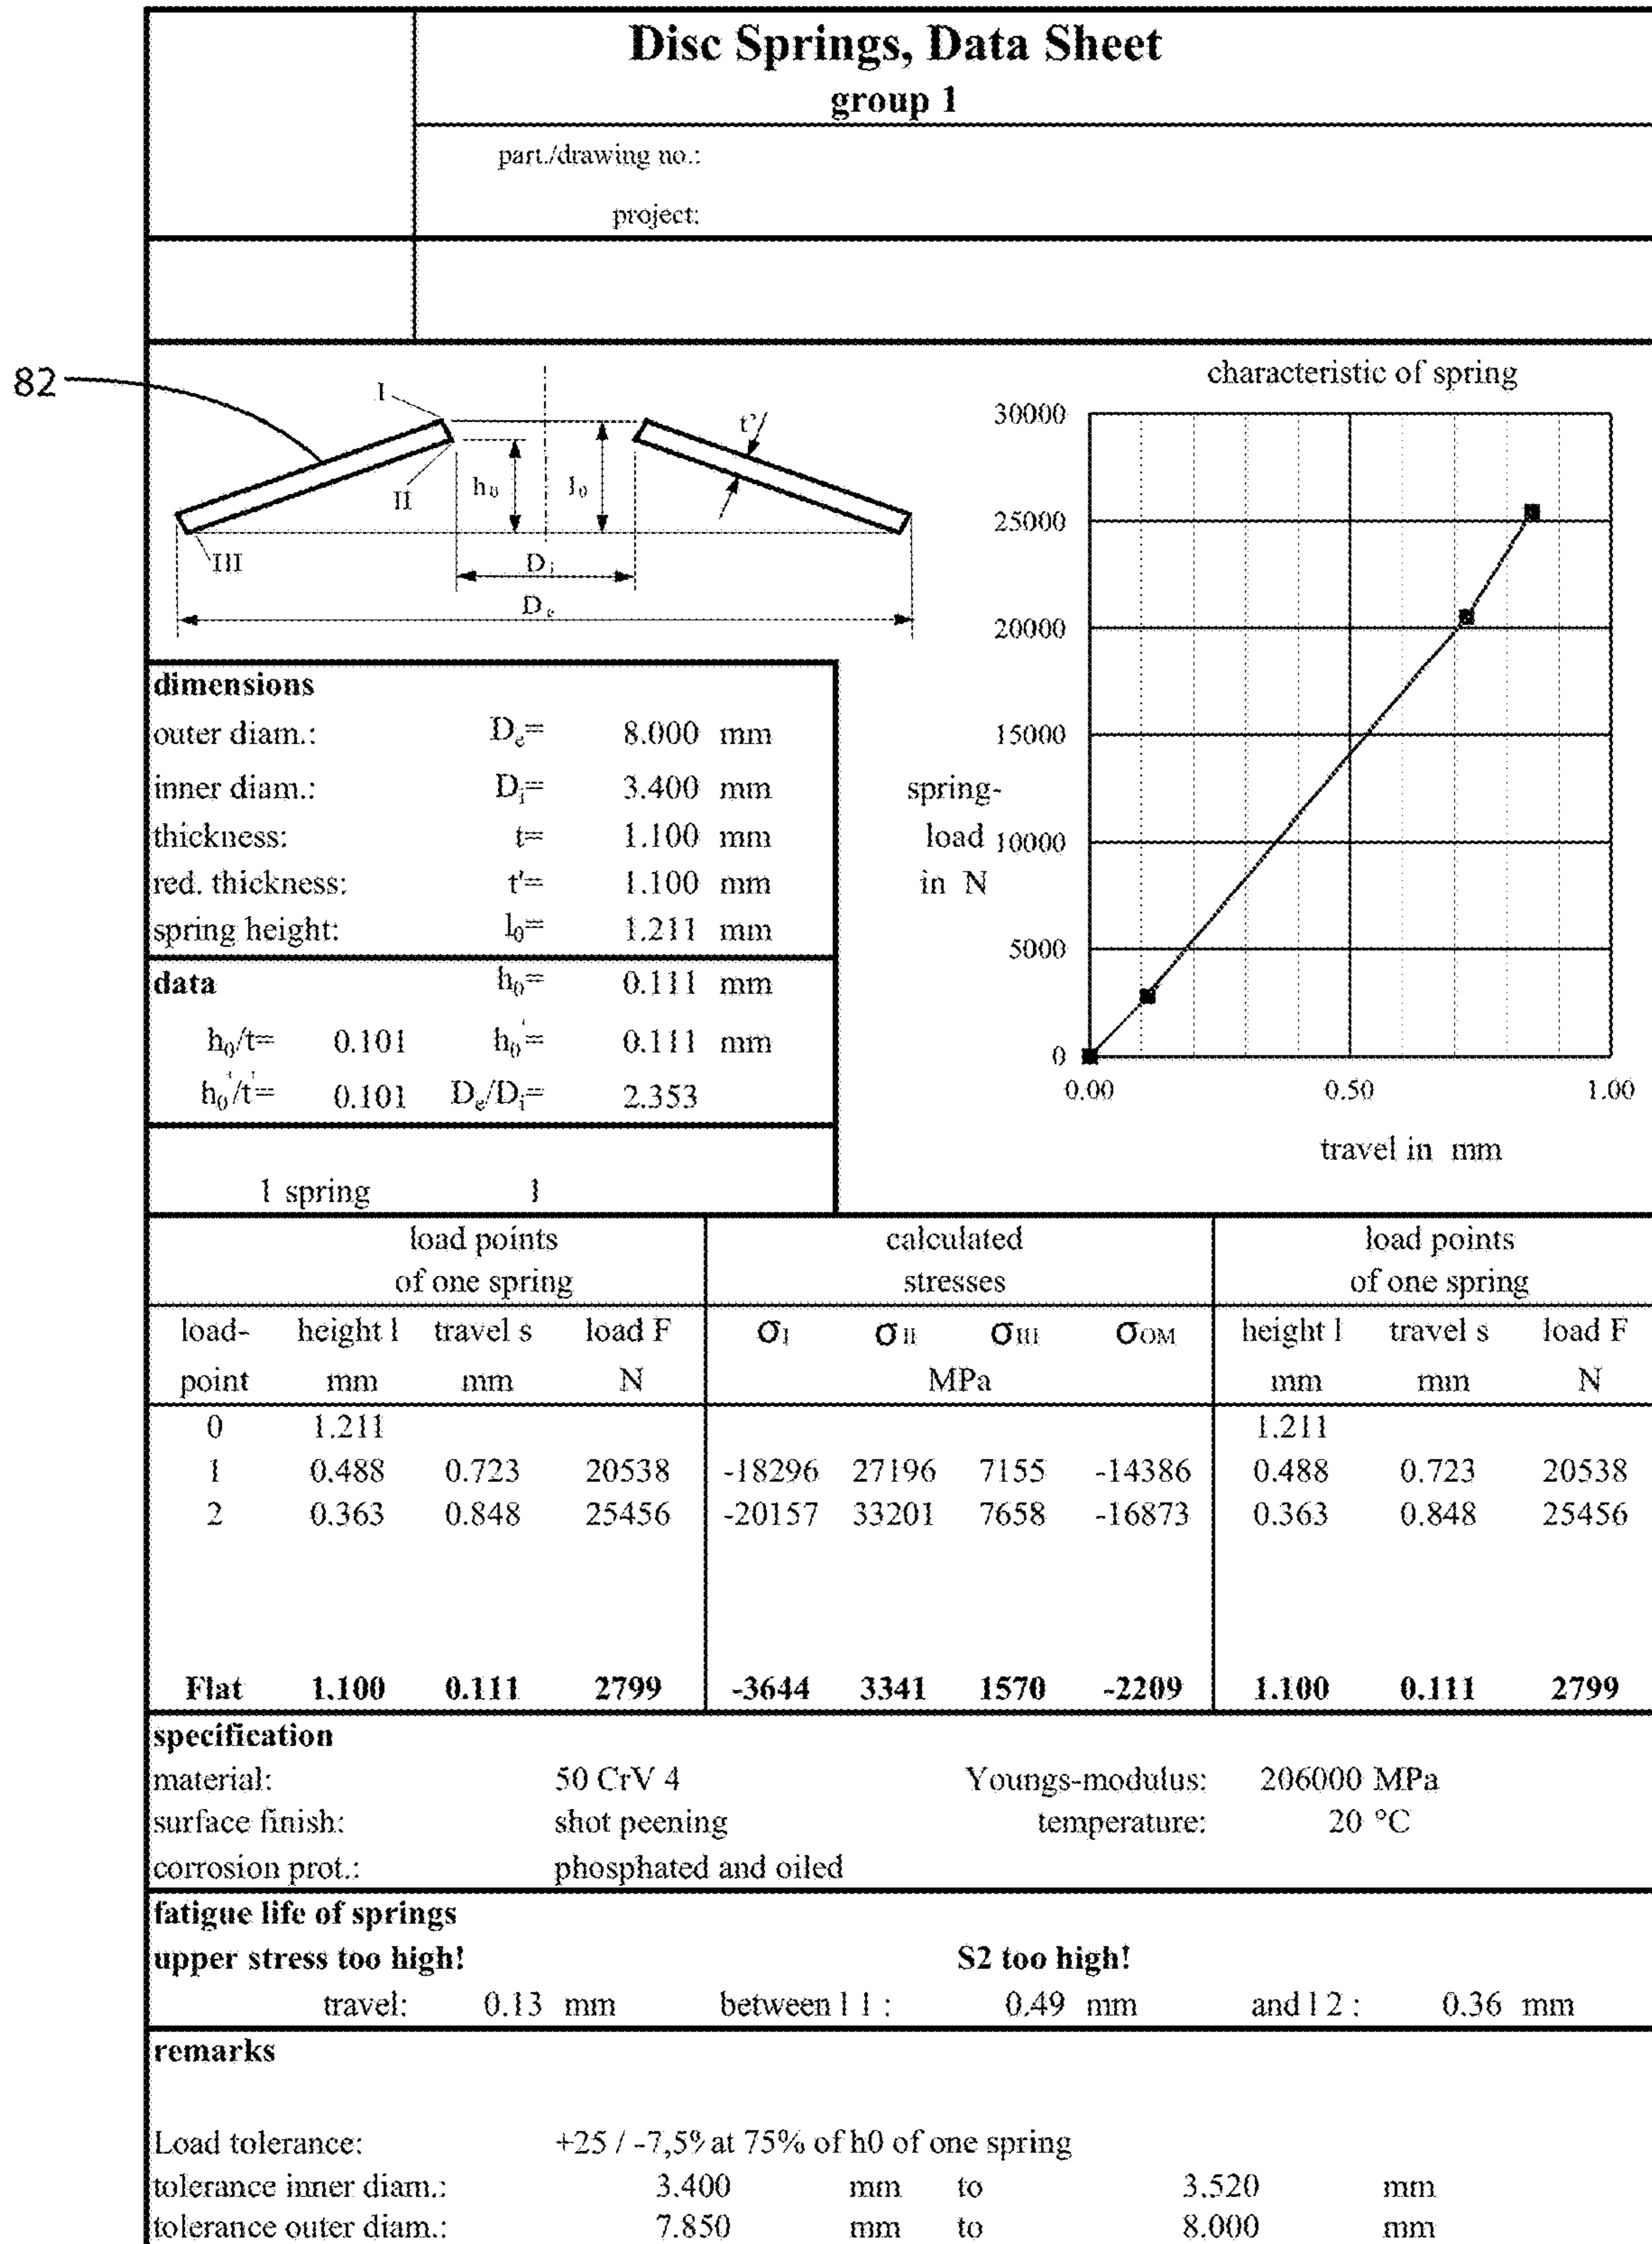 Disc Springs, Data Sheet
group 1
part./drawing no.:
project:
82
I
II
III
h₀
l₀
t'
Dᵢ
Dₑ
characteristic of spring
30000
25000
20000
15000
10000
5000
0
0.00 0.50 1.00
spring-
load
in N
travel in mm
dimensions
outer diam.: Dₑ= 8.000 mm
inner diam.: Dᵢ= 3.400 mm
thickness: t= 1.100 mm
red. thickness: t'= 1.100 mm
spring height: l₀= 1.211 mm
data h₀= 0.111 mm
h₀/t= 0.101 h₀'= 0.111 mm
h₀'/t'= 0.101 Dₑ/Dᵢ= 2.353
1 spring 1
load points calculated load points
of one spring stresses of one spring
load- height l travel s load F σI σII σIII σOM height l travel s load F
point mm mm N MPa mm mm N
0 1.211 1.211
1 0.488 0.723 20538 -18296 27196 7155 -14386 0.488 0.723 20538
2 0.363 0.848 25456 -20157 33201 7658 -16873 0.363 0.848 25456
Flat 1.100 0.111 2799 -3644 3341 1570 -2209 1.100 0.111 2799
specification
material: 50 CrV 4 Youngs-modulus: 206000 MPa
surface finish: shot peening temperature: 20 °C
corrosion prot.: phosphated and oiled
fatigue life of springs
upper stress too high! S2 too high!
travel: 0.13 mm between l 1 : 0.49 mm and l 2 : 0.36 mm
remarks
Load tolerance: +25 / -7,5% at 75% of h0 of one spring
tolerance inner diam.: 3.400 mm to 3.520 mm
tolerance outer diam.: 7.850 mm to 8.000 mm